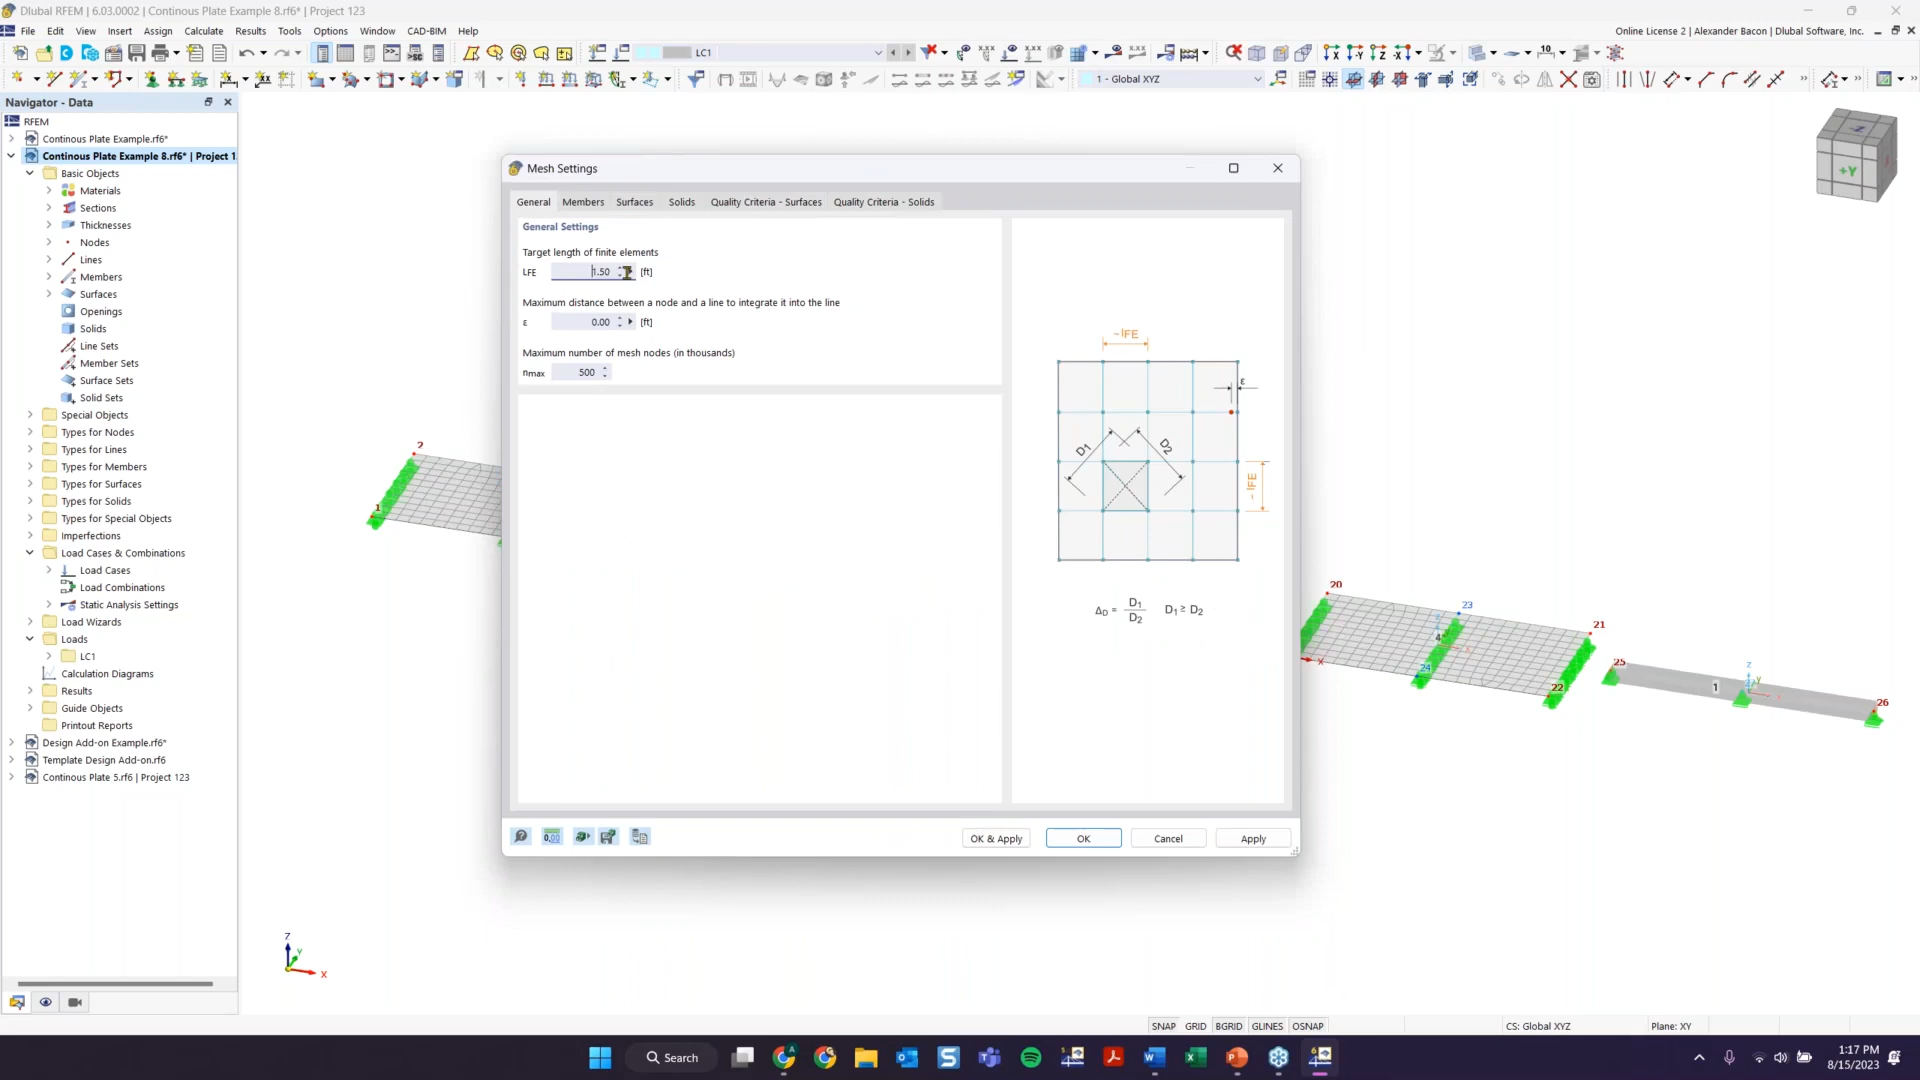 Dlubal RFEM | 6.03.0002 | Continous Plate Example 8.rf6* | Project 123
File Edit View Insert Assign Calculate Results Tools Options Window CAD-BIM Help
Online License 2 | Alexander Bacon | Dlubal Software, Inc.
LC1
1 - Global XYZ
Navigator - Data
RFEM
Continous Plate Example.rf6*
Continous Plate Example 8.rf6* | Project 1
Basic Objects
Materials
Sections
Thicknesses
Nodes
Lines
Members
Surfaces
Openings
Solids
Line Sets
Member Sets
Surface Sets
Solid Sets
Special Objects
Types for Nodes
Types for Lines
Types for Members
Types for Surfaces
Types for Solids
Types for Special Objects
Imperfections
Load Cases & Combinations
Load Cases
Load Combinations
Static Analysis Settings
Load Wizards
Loads
LC1
Calculation Diagrams
Results
Guide Objects
Printout Reports
Design Add-on Example.rf6*
Template Design Add-on.rf6
Continous Plate 5.rf6 | Project 123
Mesh Settings
General Members Surfaces Solids Quality Criteria - Surfaces Quality Criteria - Solids
General Settings
Target length of finite elements
LFE 1.50 [ft]
Maximum distance between a node and a line to integrate it into the line
ε 0.00 [ft]
Maximum number of mesh nodes (in thousands)
nmax 500
~ lFE
ε
D1 D2
~ lFE
ΔD = D1 / D2 D1 ≥ D2
OK & Apply OK Cancel Apply
-Z
+Y
2
1
20
23
21
4
24
22
X
25
Z
Y
1
26
Z
Y
X
SNAP GRID BGRID GLINES OSNAP CS: Global XYZ Plane: XY
Search
1:17 PM
8/15/2023